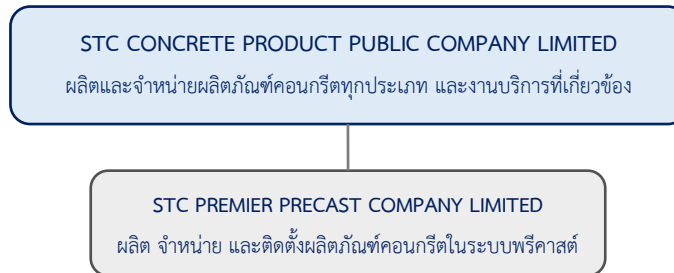 STC CONCRETE PRODUCT PUBLIC COMPANY LIMITED
ผลิตและจำหน่ายผลิตภัณฑ์คอนกรีตทุกประเภท และงานบริการที่เกี่ยวข้อง
STC PREMIER PRECAST COMPANY LIMITED
ผลิต จำหน่าย และติดตั้งผลิตภัณฑ์คอนกรีตในระบบพรีคาสต์